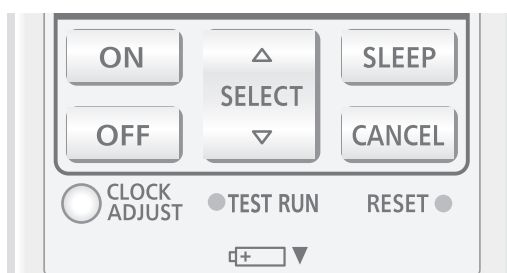 ON
SELECT
SLEEP
OFF
CANCEL
CLOCK
ADJUST
TEST RUN
RESET